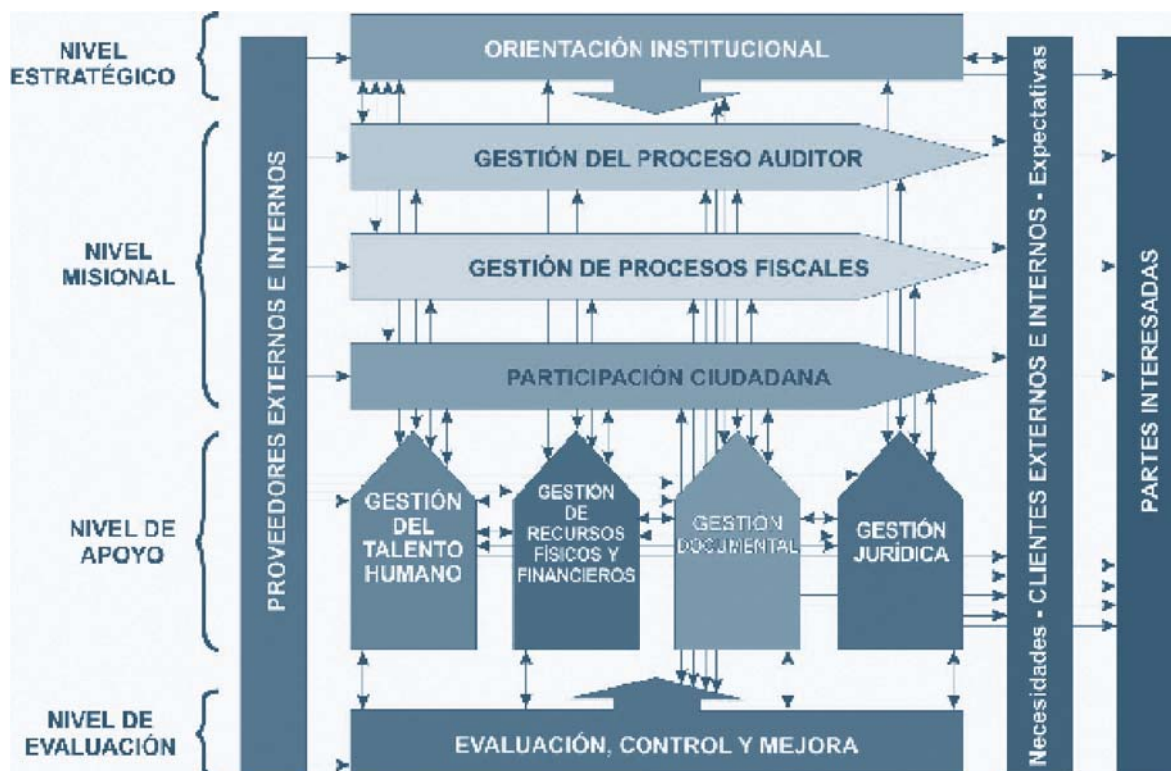 NIVEL
ESTRATÉGICO
ORIENTACIÓN INSTITUCIONAL
NIVEL
MISIONAL
GESTIÓN DEL PROCESO AUDITOR
GESTIÓN DE PROCESOS FISCALES
PARTICIPACIÓN CIUDADANA
NIVEL DE
APOYO
GESTIÓN
DEL
TALENTO
HUMANO
GESTIÓN
DE
RECURSOS
FÍSICOS Y
FINANCIEROS
GESTIÓN
DOCUMENTAL
GESTIÓN
JURÍDICA
NIVEL DE
EVALUACIÓN
EVALUACIÓN, CONTROL Y MEJORA
PROVEEDORES EXTERNOS E INTERNOS
Necesidades - CLIENTES EXTERNOS E INTERNOS - Expectativas
PARTES INTERESADAS